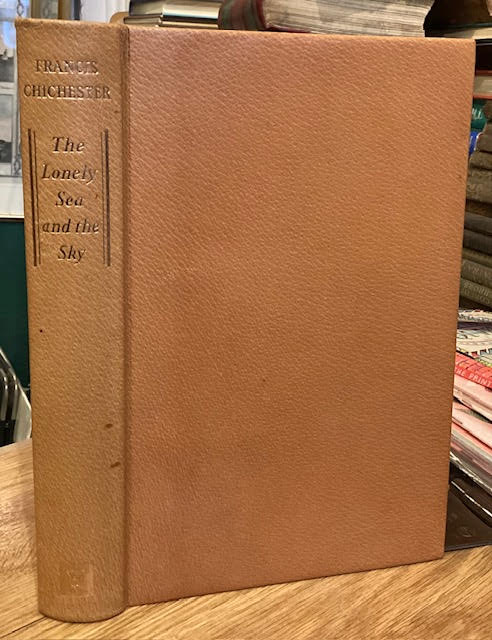 FRANCIS
CHICHESTER
The
Lonely
Sea
and the
Sky